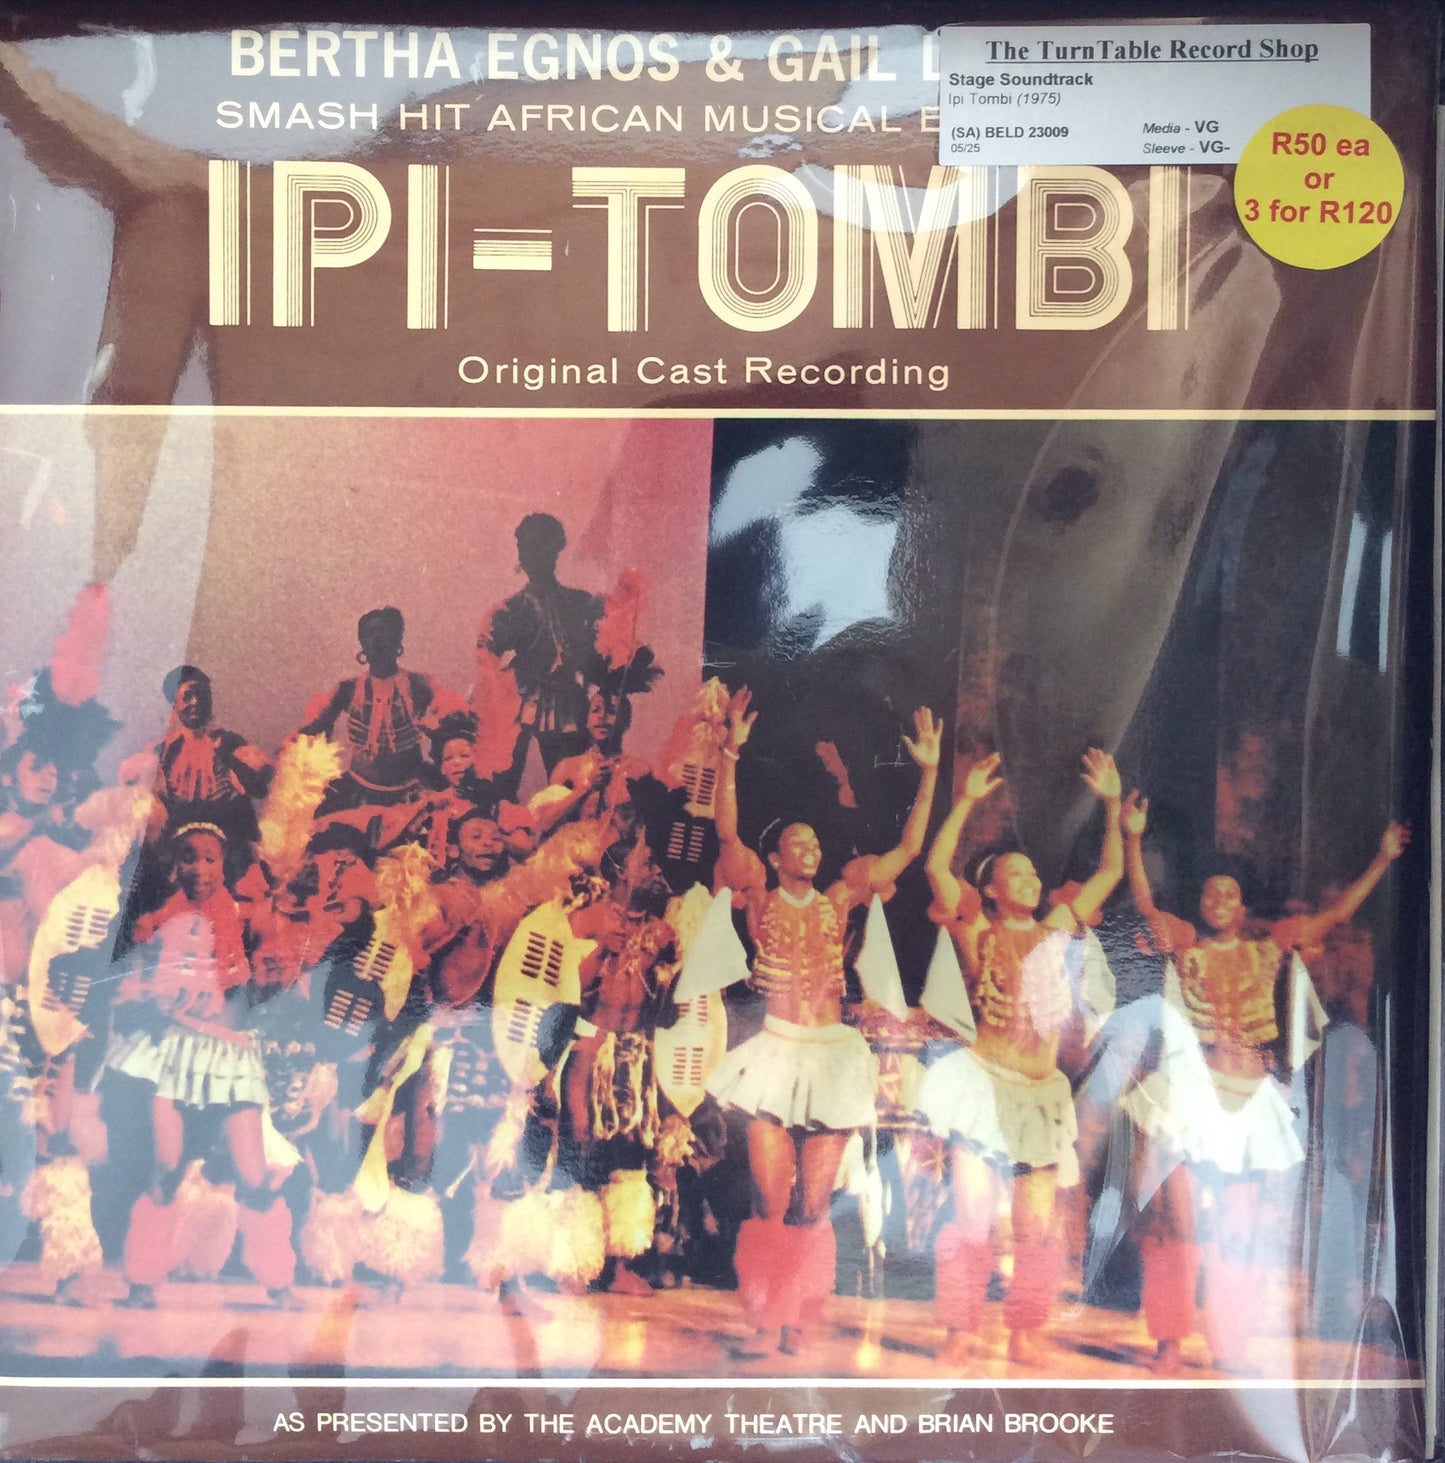 BERTHA EGNOS & GAIL
SMASH HIT AFRICAN MUSICAL
IPI-TOMBI
Original Cast Recording
The TurnTable Record Shop
Stage Soundtrack
Ipi Tombi (1975)
(SA) BELD 23009 Media - VG
05/25 Sleeve - VG-
R50 ea
or
3 for R120
AS PRESENTED BY THE ACADEMY THEATRE AND BRIAN BROOKE